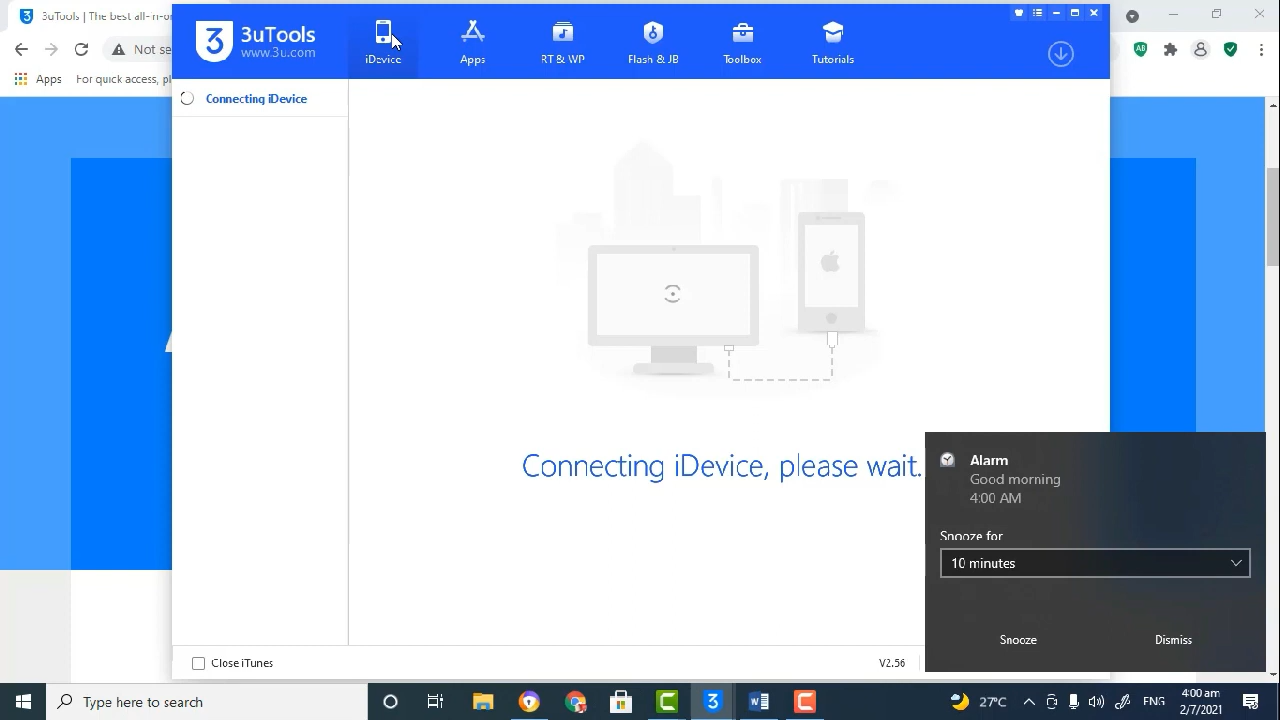 3uTools | The best all-in-o
Not se
Apps
For quick access, pl
3
3uTools
www.3u.com
iDevice
Apps
RT & WP
Flash & JB
Toolbox
Tutorials
Connecting iDevice
Connecting iDevice, please wait.
Alarm
Good morning
4:00 AM
Snooze for
10 minutes
Snooze
Dismiss
Close iTunes
V2.56
Type here to search
27°C
ENG
4:00 am
2/7/2021